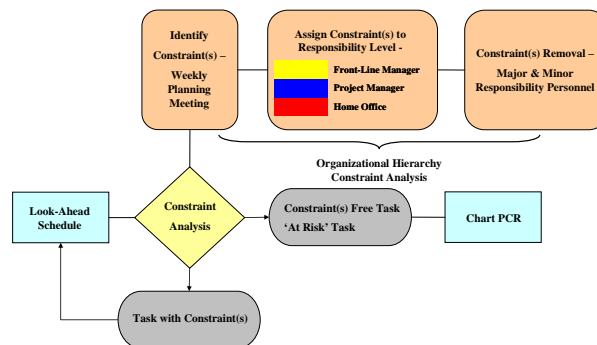 Identify
Constraint(s) –
Weekly
Planning
Meeting
Assign Constraint(s) to
Responsibility Level -
Front-Line Manager
Project Manager
Home Office
Constraint(s) Removal –
Major & Minor
Responsibility Personnel
Organizational Hierarchy
Constraint Analysis
Look-Ahead
Schedule
Constraint
Analysis
Constraint(s) Free Task
‘At Risk’ Task
Chart PCR
Task with Constraint(s)